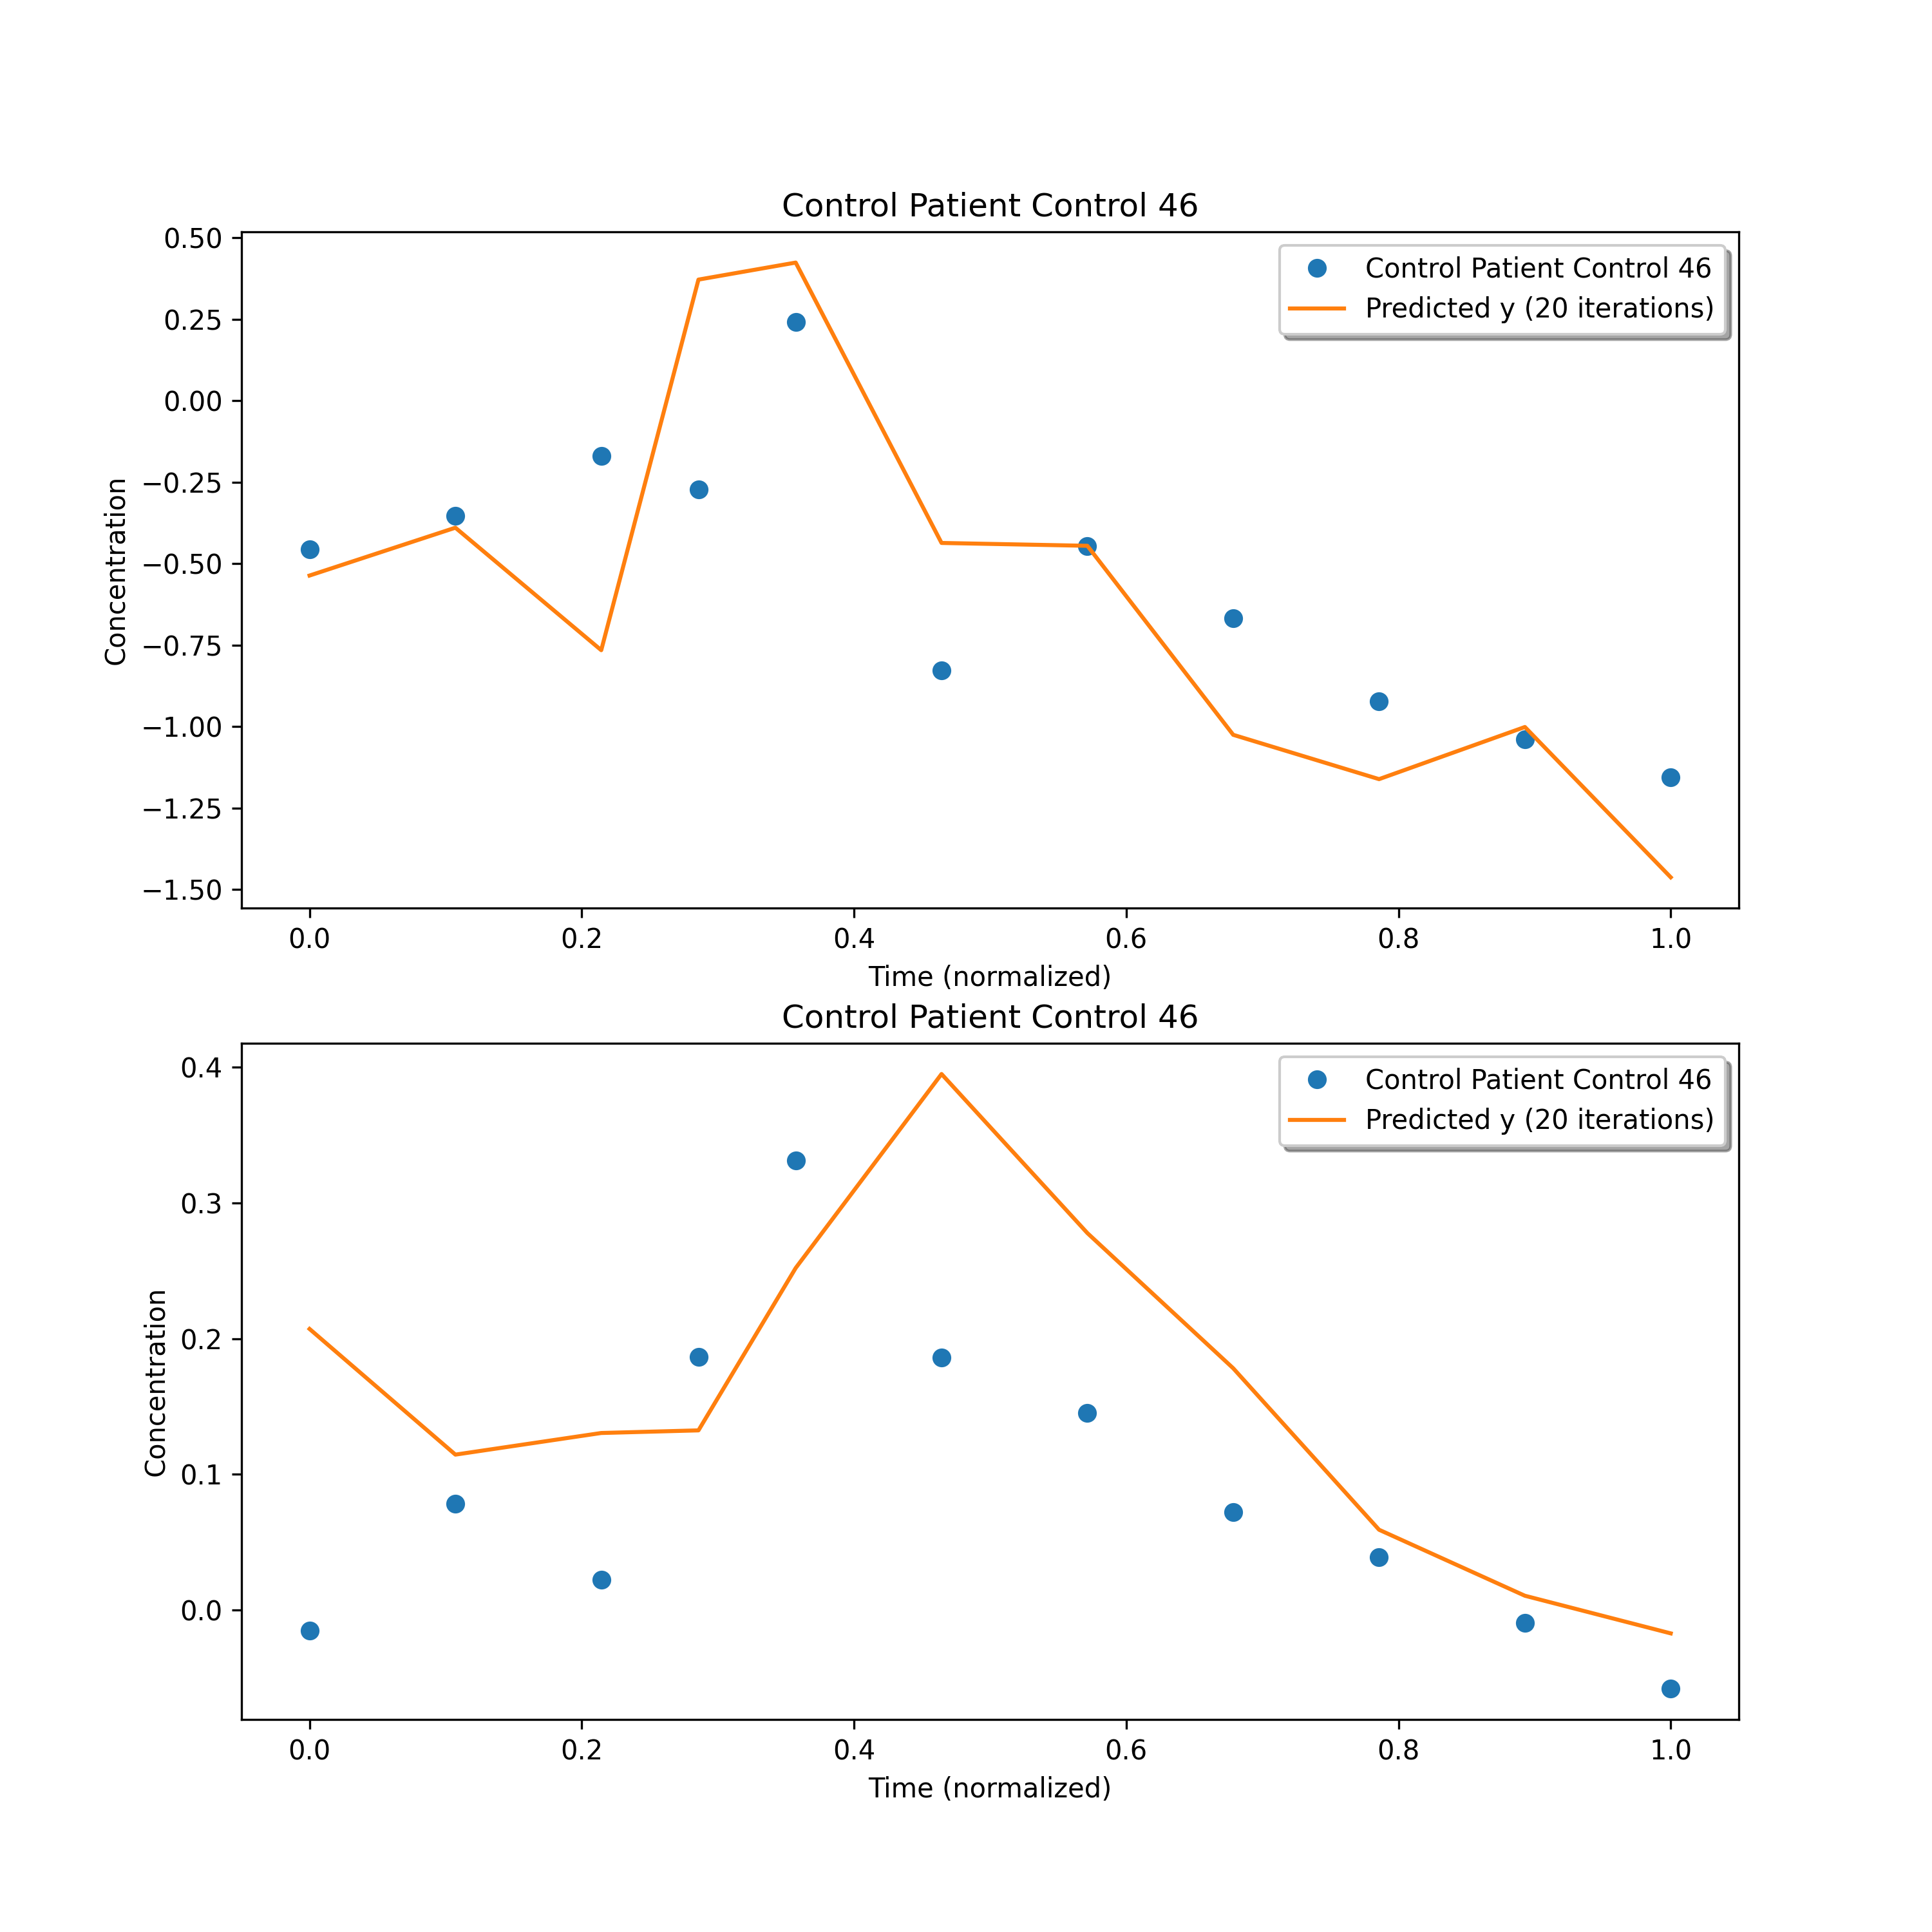 Control Patient Control 46
0.50
0.25
0.00
−0.25
−0.50
−0.75
−1.00
−1.25
−1.50
Concentration
Control Patient Control 46
Predicted y (20 iterations)
0.0 0.2 0.4 0.6 0.8 1.0
Time (normalized)
Control Patient Control 46
0.4
0.3
0.2
0.1
0.0
Concentration
Control Patient Control 46
Predicted y (20 iterations)
0.0 0.2 0.4 0.6 0.8 1.0
Time (normalized)